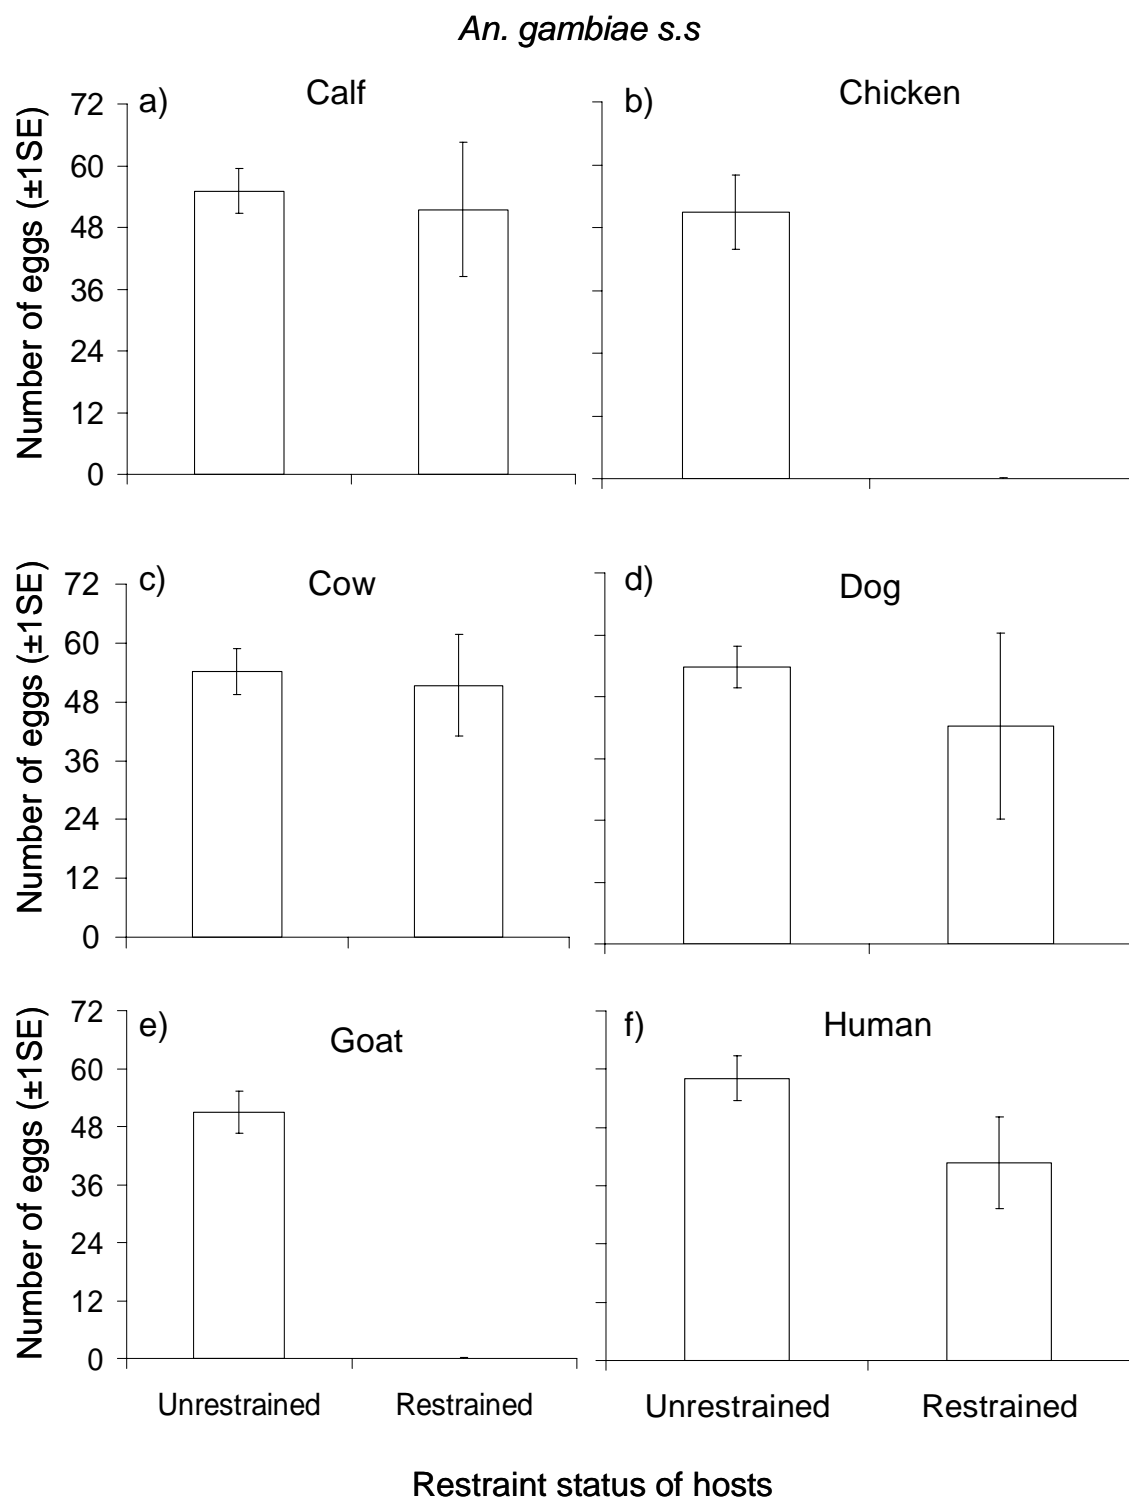 An. gambiae s.s
a) Calf
b) Chicken
Number of eggs (±1SE)
72
60
48
36
24
12
0
c) Cow
d) Dog
Number of eggs (±1SE)
72
60
48
36
24
12
0
e) Goat
f) Human
Number of eggs (±1SE)
72
60
48
36
24
12
0
Unrestrained Restrained
Unrestrained Restrained
Restraint status of hosts